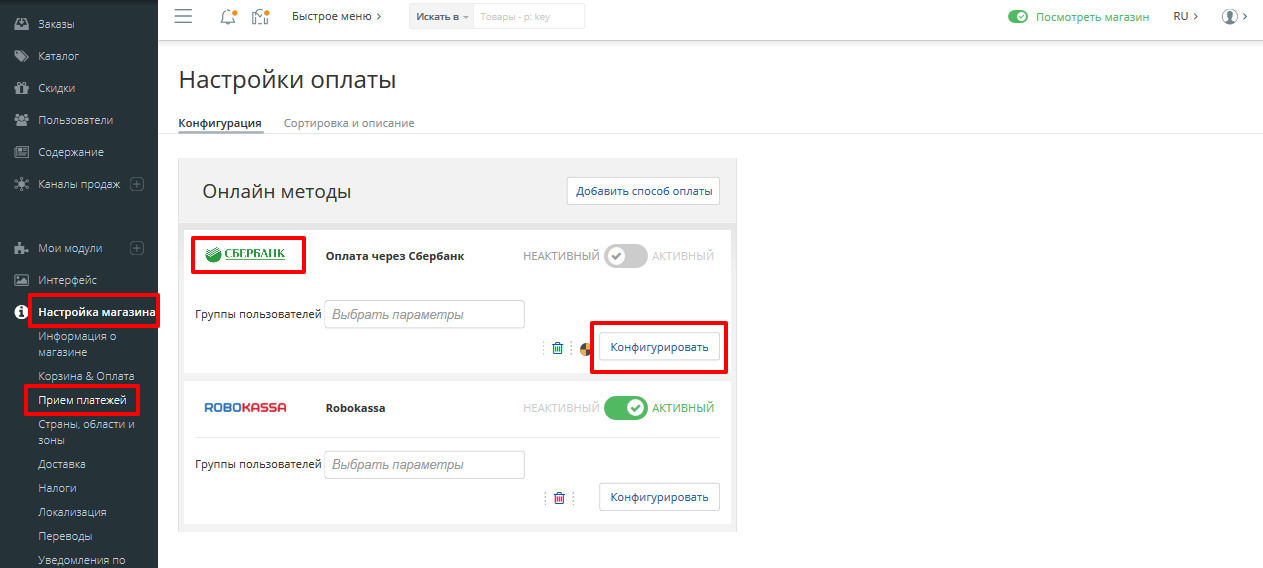 Заказы
Каталог
Скидки
Пользователи
Содержание
Каналы продаж
Мои модули
Интерфейс
Настройка магазина
Информация о
магазине
Корзина & Оплата
Прием платежей
Страны, области и
зоны
Доставка
Налоги
Локализация
Переводы
Уведомления по
Быстрое меню
Искать в Товары - p: key
Посмотреть магазин RU
Настройки оплаты
Конфигурация Сортировка и описание
Онлайн методы Добавить способ оплаты
СБЕРБАНК Оплата через Сбербанк НЕАКТИВНЫЙ АКТИВНЫЙ
Группы пользователей Выбрать параметры
Конфигурировать
ROBOKASSA Robokassa НЕАКТИВНЫЙ АКТИВНЫЙ
Группы пользователей Выбрать параметры
Конфигурировать